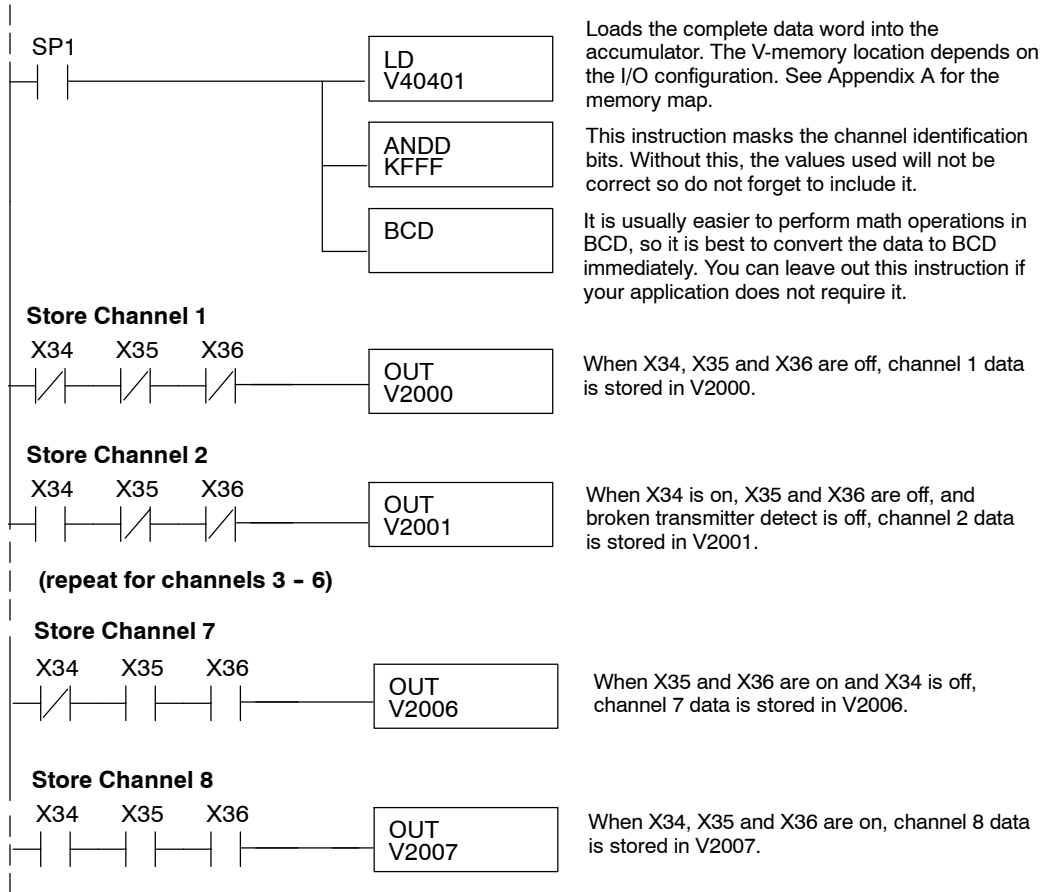 SP1
LD
V40401
Loads the complete data word into the
accumulator. The V-memory location depends on
the I/O configuration. See Appendix A for the
memory map.
ANDD
KFFF
This instruction masks the channel identification
bits. Without this, the values used will not be
correct so do not forget to include it.
BCD
It is usually easier to perform math operations in
BCD, so it is best to convert the data to BCD
immediately. You can leave out this instruction if
your application does not require it.
Store Channel 1
X34 X35 X36
OUT
V2000
When X34, X35 and X36 are off, channel 1 data
is stored in V2000.
Store Channel 2
X34 X35 X36
OUT
V2001
When X34 is on, X35 and X36 are off, and
broken transmitter detect is off, channel 2 data
is stored in V2001.
(repeat for channels 3 - 6)
Store Channel 7
X34 X35 X36
OUT
V2006
When X35 and X36 are on and X34 is off,
channel 7 data is stored in V2006.
Store Channel 8
X34 X35 X36
OUT
V2007
When X34, X35 and X36 are on, channel 8 data
is stored in V2007.